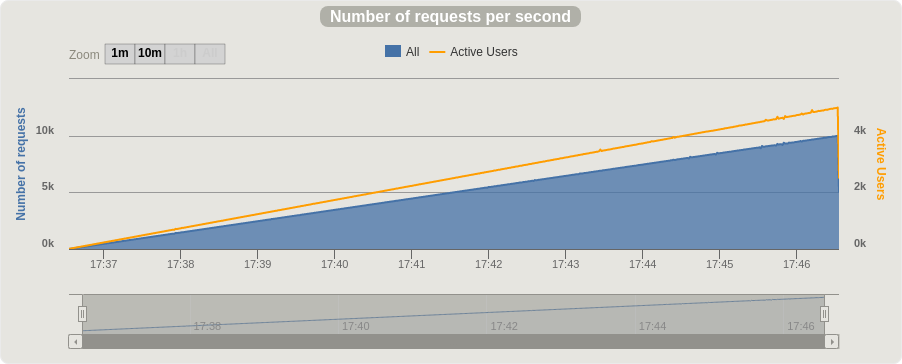 Number of requests per second
Zoom 1m 10m 1h All
All Active Users
Number of requests
10k
5k
0k
4k
2k
0k
Active Users
17:37 17:38 17:39 17:40 17:41 17:42 17:43 17:44 17:45 17:46
17:38 17:40 17:42 17:44 17:46